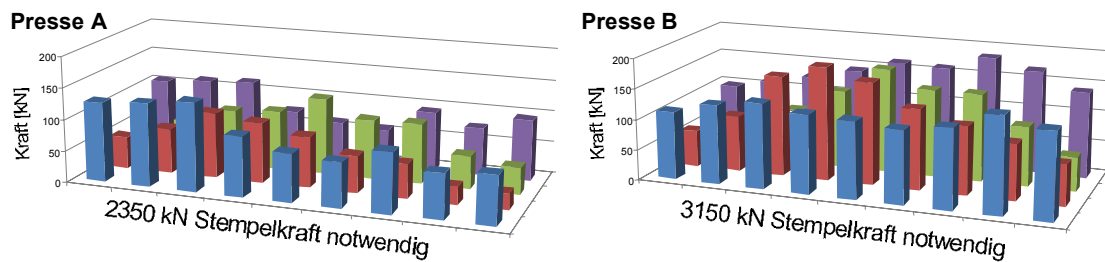 Presse A
200
150
100
50
0
Kraft [kN]
2350 kN Stempelkraft notwendig
Presse B
200
150
100
50
0
Kraft [kN]
3150 kN Stempelkraft notwendig